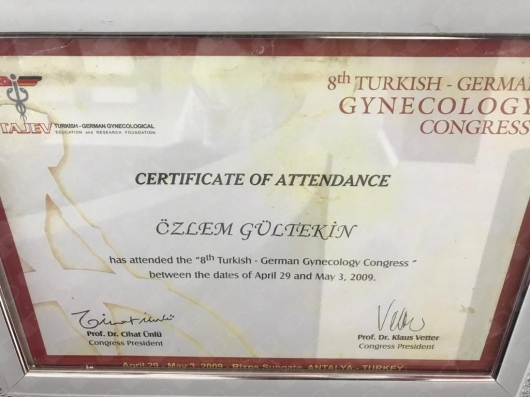 8th TURKISH - GERMAN
GYNECOLOGY
CONGRESS
TAJEV
TURKISH - GERMAN GYNECOLOGICAL
EDUCATION and RESEARCH FOUNDATION
CERTIFICATE OF ATTENDANCE
ÖZLEM GÜLTEKİN
has attended the "8th Turkish - German Gynecology Congress "
between the dates of April 29 and May 3, 2009.
Prof. Dr. Cihat Ünlü
Congress President
Prof. Dr. Klaus Vetter
Congress President
April 29 - May 3, 2009 - Rixos Sungate, ANTALYA - TURKEY